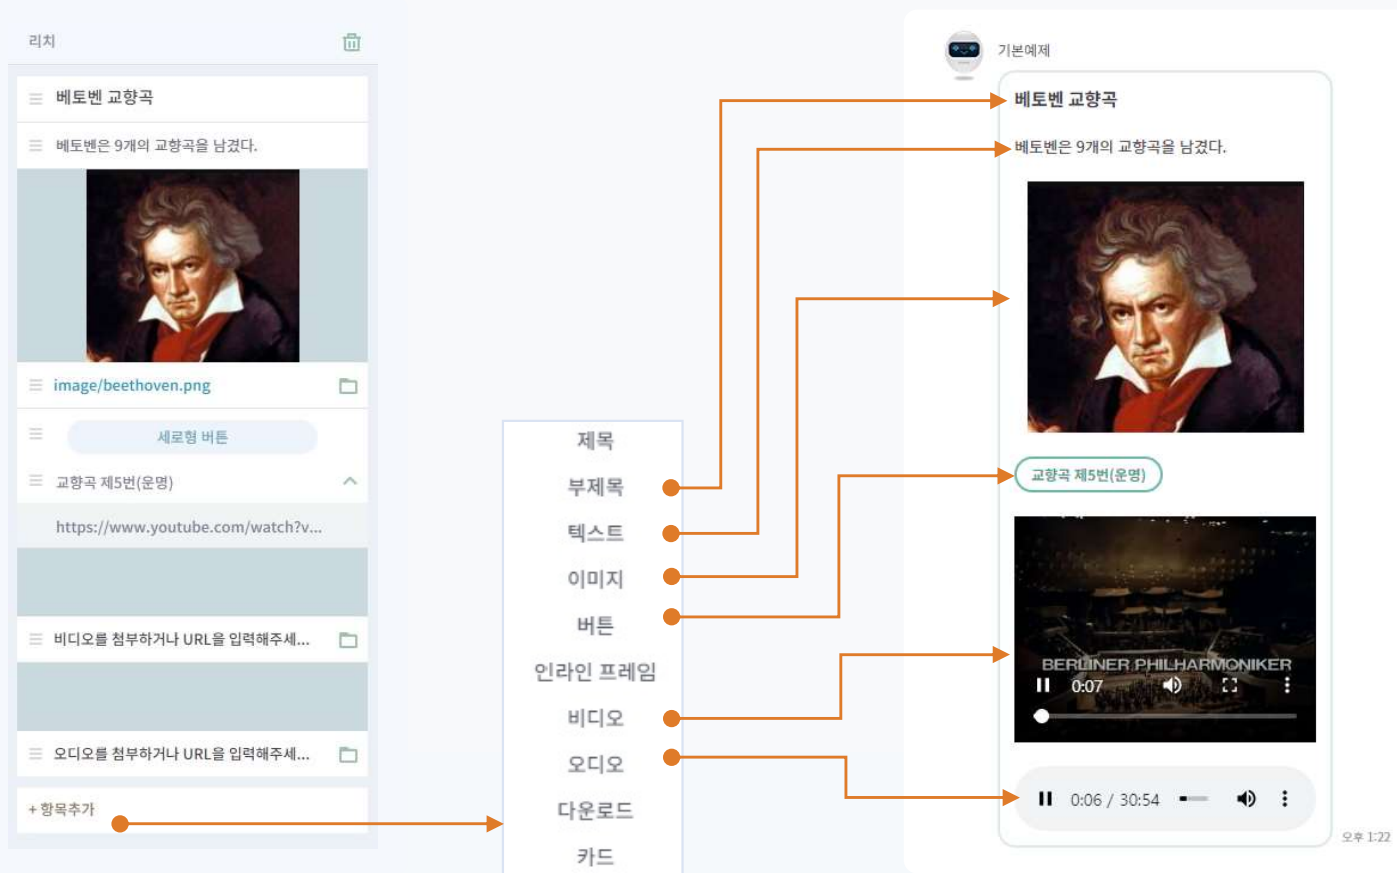 리치
베토벤 교향곡
베토벤은 9개의 교향곡을 남겼다.
image/beethoven.png
세로형 버튼
교향곡 제5번(운명)
https://www.youtube.com/watch?v...
비디오를 첨부하거나 URL을 입력해주세...
오디오를 첨부하거나 URL을 입력해주세...
+ 항목추가
제목
부제목
텍스트
이미지
버튼
인라인 프레임
비디오
오디오
다운로드
카드
기본예제
베토벤 교향곡
베토벤은 9개의 교향곡을 남겼다.
교향곡 제5번(운명)
BERLINER PHILHARMONIKER
0:07
0:06 / 30:54
오후 1:22